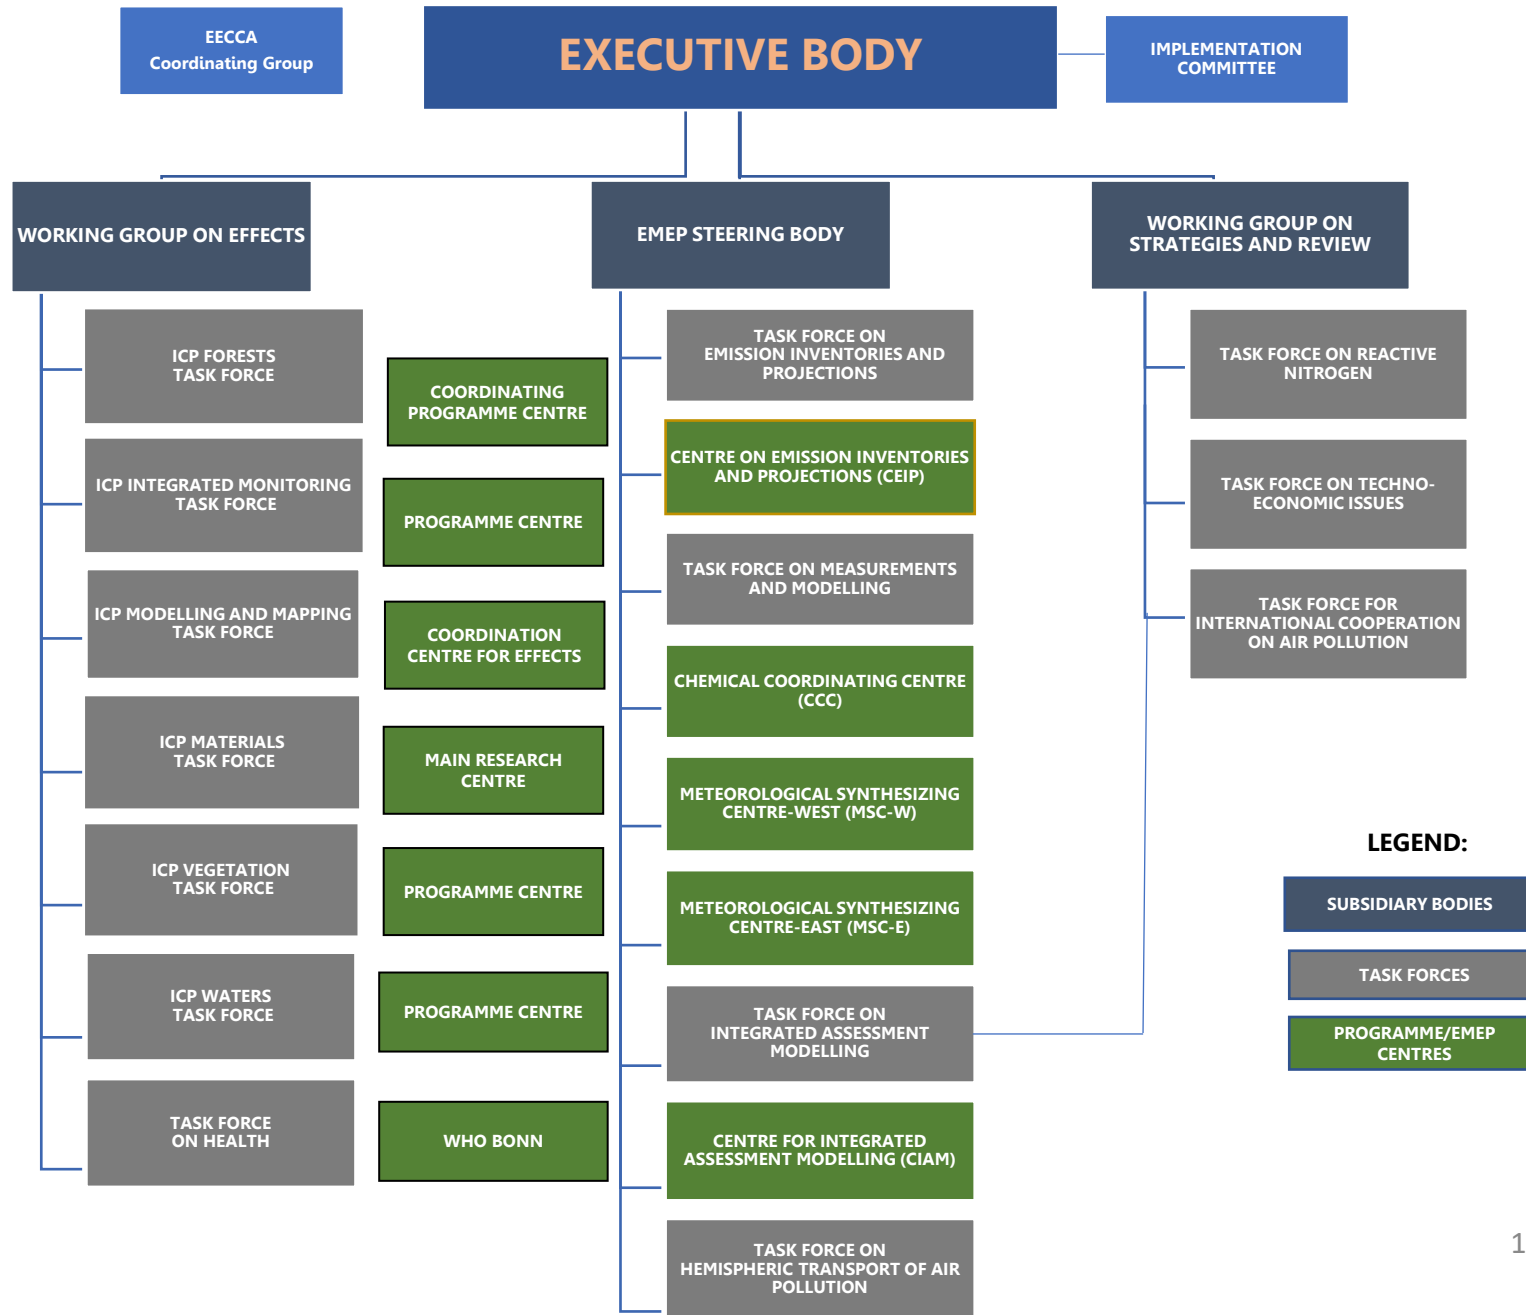 EECCA
Coordinating Group
EXECUTIVE BODY
IMPLEMENTATION
COMMITTEE
WORKING GROUP ON EFFECTS
EMEP STEERING BODY
WORKING GROUP ON
STRATEGIES AND REVIEW
ICP FORESTS
TASK FORCE
ICP INTEGRATED MONITORING
TASK FORCE
ICP MODELLING AND MAPPING
TASK FORCE
ICP MATERIALS
TASK FORCE
ICP VEGETATION
TASK FORCE
ICP WATERS
TASK FORCE
TASK FORCE
ON HEALTH
COORDINATING
PROGRAMME CENTRE
PROGRAMME CENTRE
COORDINATION
CENTRE FOR EFFECTS
MAIN RESEARCH
CENTRE
PROGRAMME CENTRE
PROGRAMME CENTRE
WHO BONN
TASK FORCE ON
EMISSION INVENTORIES AND
PROJECTIONS
CENTRE ON EMISSION INVENTORIES
AND PROJECTIONS (CEIP)
TASK FORCE ON MEASUREMENTS
AND MODELLING
CHEMICAL COORDINATING CENTRE
(CCC)
METEOROLOGICAL SYNTHESIZING
CENTRE-WEST (MSC-W)
METEOROLOGICAL SYNTHESIZING
CENTRE-EAST (MSC-E)
TASK FORCE ON
INTEGRATED ASSESSMENT
MODELLING
CENTRE FOR INTEGRATED
ASSESSMENT MODELLING (CIAM)
TASK FORCE ON
HEMISPHERIC TRANSPORT OF AIR
POLLUTION
TASK FORCE ON REACTIVE
NITROGEN
TASK FORCE ON TECHNO-
ECONOMIC ISSUES
TASK FORCE FOR
INTERNATIONAL COOPERATION
ON AIR POLLUTION
LEGEND:
SUBSIDIARY BODIES
TASK FORCES
PROGRAMME/EMEP
CENTRES
1